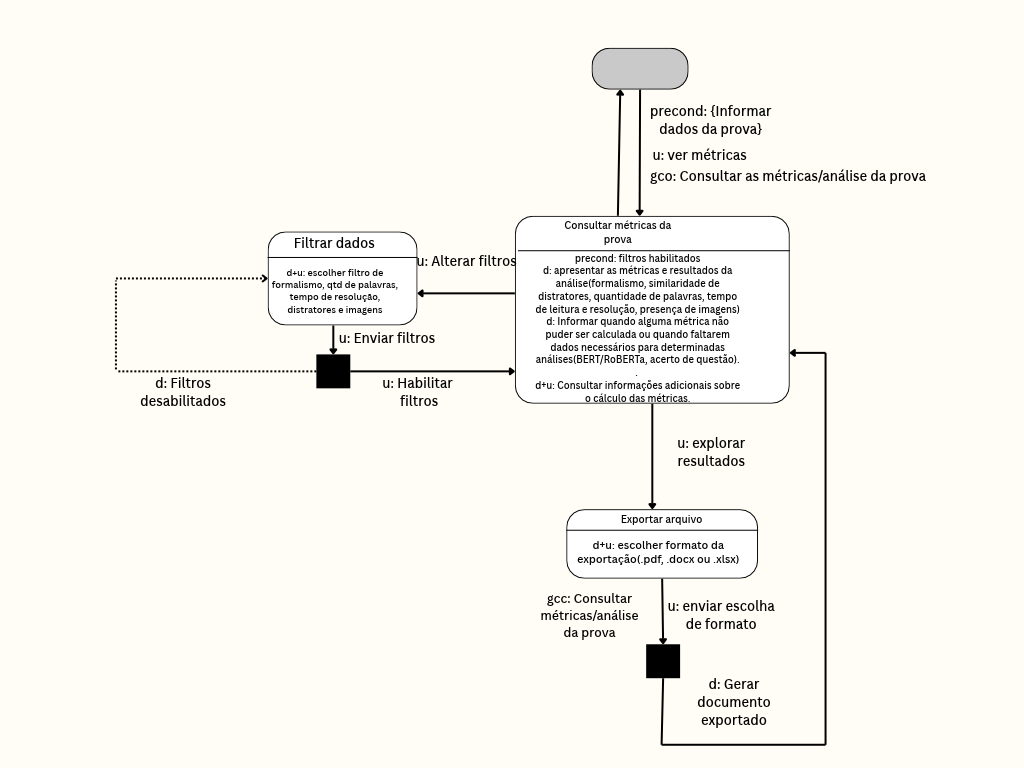 precond: {Informar
dados da prova}
u: ver métricas
gco: Consultar as métricas/análise da prova
Consultar métricas da
prova
precond: filtros habilitados
d: apresentar as métricas e resultados da
análise(formalismo, similaridade de
distratores, quantidade de palavras, tempo
de leitura e resolução, presença de imagens)
d: Informar quando alguma métrica não
puder ser calculada ou quando faltarem
dados necessários para determinadas
análises(BERT/RoBERTa, acerto de questão).
.
d+u: Consultar informações adicionais sobre
o cálculo das métricas.
Filtrar dados
d+u: escolher filtro de
formalismo, qtd de palavras,
tempo de resolução,
distratores e imagens
u: Alterar filtros
u: Enviar filtros
d: Filtros
desabilitados
u: Habilitar
filtros
u: explorar
resultados
Exportar arquivo
d+u: escolher formato da
exportação(.pdf, .docx ou .xlsx)
gcc: Consultar
métricas/análise
da prova
u: enviar escolha
de formato
d: Gerar
documento
exportado